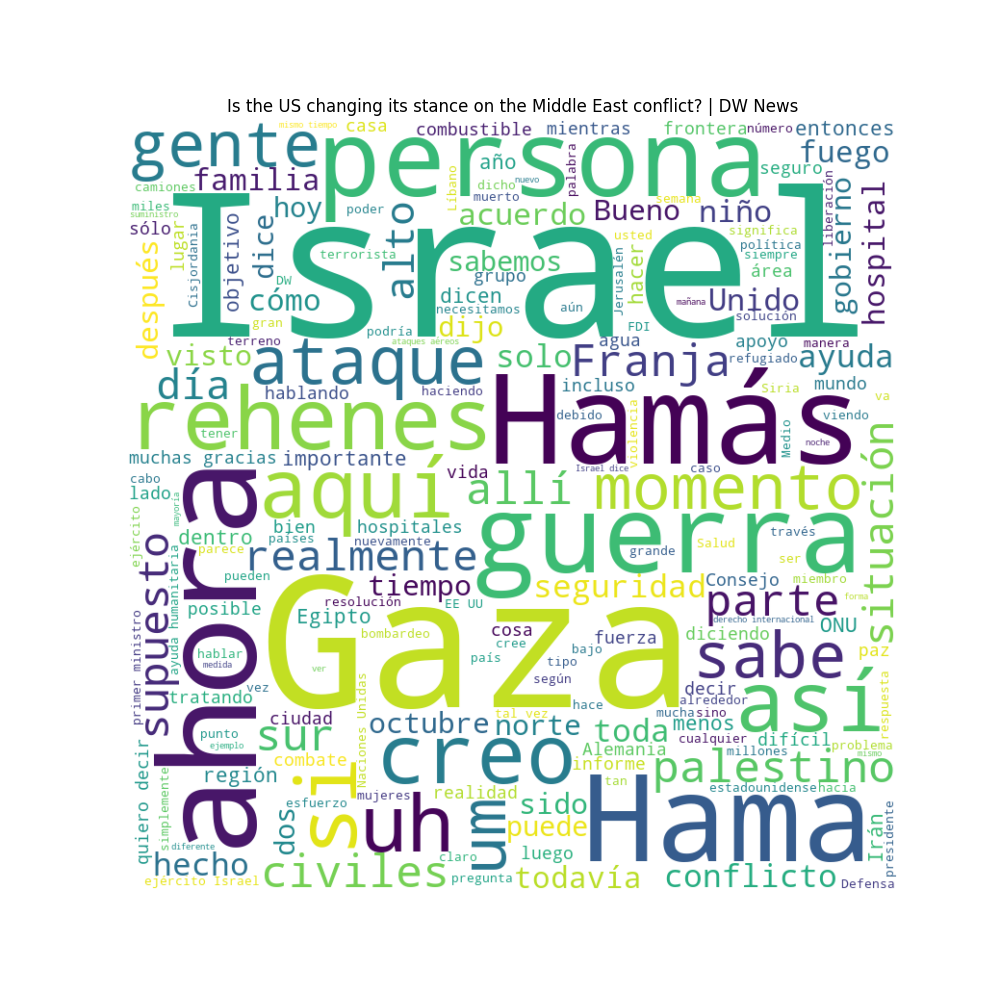 Is the US changing its stance on the Middle East conflict? | DW News
gente
persona
mismo tiempo
casa
combustible
mientras
frontera
número
entonces
fuego
camiones
familia
año
Líbano
dicho
nuevo
palabra
seguro
miles
suministro
sólo
lugar
hoy
poder
muerto
acuerdo
semana
Bueno
niño
liberación
gobierno
hospital
Israel
Cisjordania
objetivo
dice
alto
terrorista
sabemos
grupo
usted
significa
política
siempre
área
después
DW
cómo
dicen
necesitamos
aún
Jerusalén
hacer
mañana
Unido
solución
gran
podría
dijo
FDI
terreno
ataques aéreos
agua
apoyo
manera
visto
ataque
solo
Franja
refugiado
ayuda
día
hablando
haciendo
incluso
Siria
mundo
va
rehenes
Hamás
debido
violencia
Medio
viendo
tener
noche
muchas gracias
importante
vida
Israel dice
caso
cabo
lado
mayoría
ahora
aquí
allí
momento
situación
ejército
dentro
bien
hospitales
países
nuevamente
guerra
través
parece
realmente
grande
Salud
ser
supuesto
pueden
tiempo
seguridad
Consejo
miembro
ayuda humanitaria
posible
resolución
EE UU
parte
forma
Egipto
Gaza
derecho internacional
ONU
primer ministro
bombardeo
cosa
cree
fuerza
diciendo
paz
hablar
medida
ver
país
tipo
bajo
según
sabe
tratando
vez
hace
decir
alrededor
así
respuesta
punto
ciudad
Naciones Unidas
octubre
tal vez
norte
toda
menos
mucha
sino
ejemplo
sur
creo
Alemania
cualquier
difícil
problema
quiero decir
región
combate
informe
millones
mismo
simplemente
si
mujeres
realidad
tan
palestino
esfuerzo
sido
estadounidense
hacia
diferente
dos
uh
um
puede
Hama
Irán
presidente
hecho
civiles
claro
luego
ejército Israel
pregunta
todavía
conflicto
Defensa